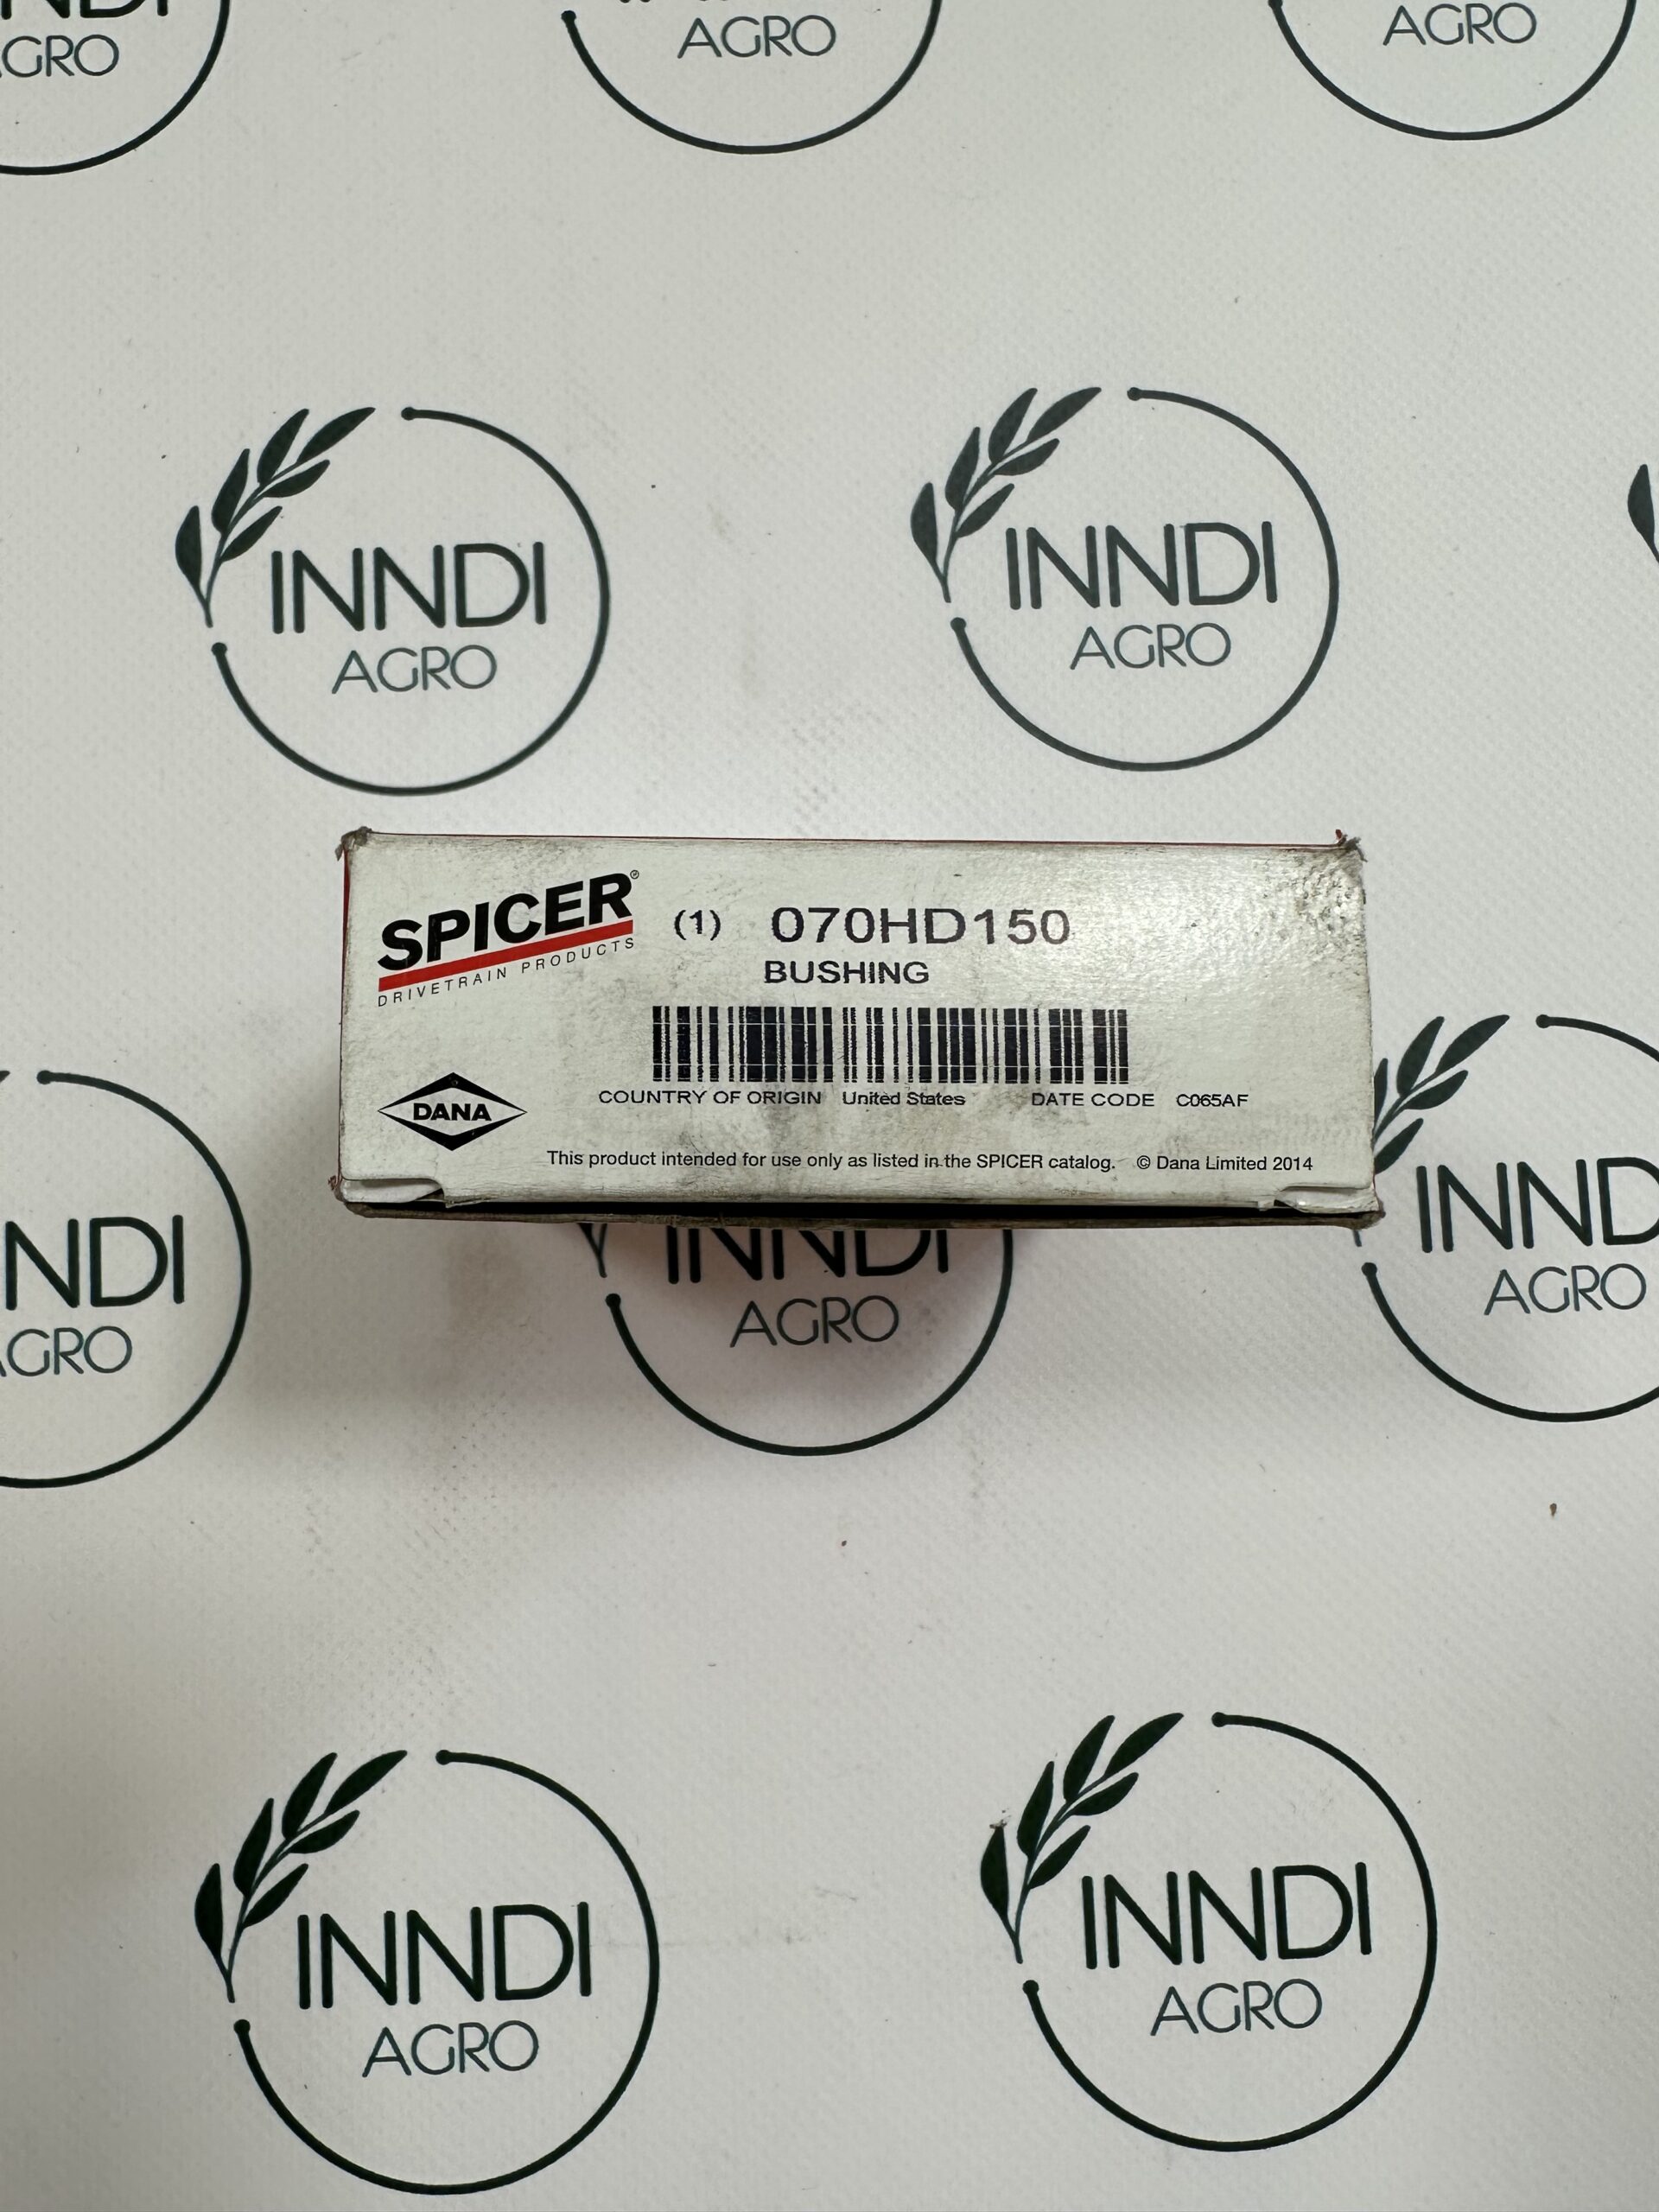 AGRO
AGRO
AGRO
INNDI
AGRO
INNDI
AGRO
SPICER®
DRIVETRAIN PRODUCTS
(1) 070HD150
BUSHING
COUNTRY OF ORIGIN United States DATE CODE C065AF
DANA
This product intended for use only as listed in the SPICER catalog. © Dana Limited 2014
INNDI
AGRO
INNDI
AGRO
INNDI
AGRO
INNDI
AGRO
INNDI
AGRO